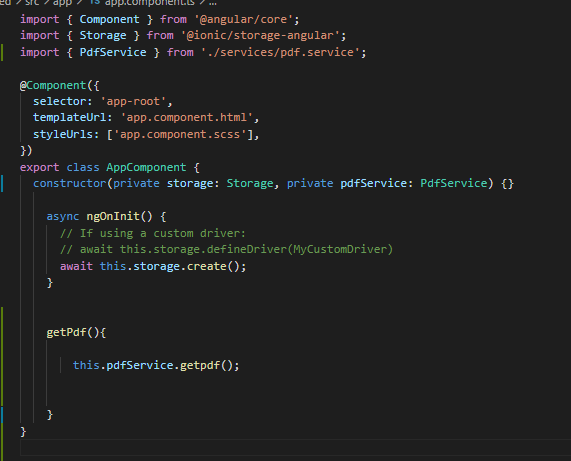 ed > src > app > TS app.component.ts > ...
import { Component } from '@angular/core';
import { Storage } from '@ionic/storage-angular';
import { PdfService } from './services/pdf.service';
@Component({
selector: 'app-root',
templateUrl: 'app.component.html',
styleUrls: ['app.component.scss'],
})
export class AppComponent {
constructor(private storage: Storage, private pdfService: PdfService) {}
async ngOnInit() {
// If using a custom driver:
// await this.storage.defineDriver(MyCustomDriver)
await this.storage.create();
}
getPdf(){
this.pdfService.getpdf();
}
}